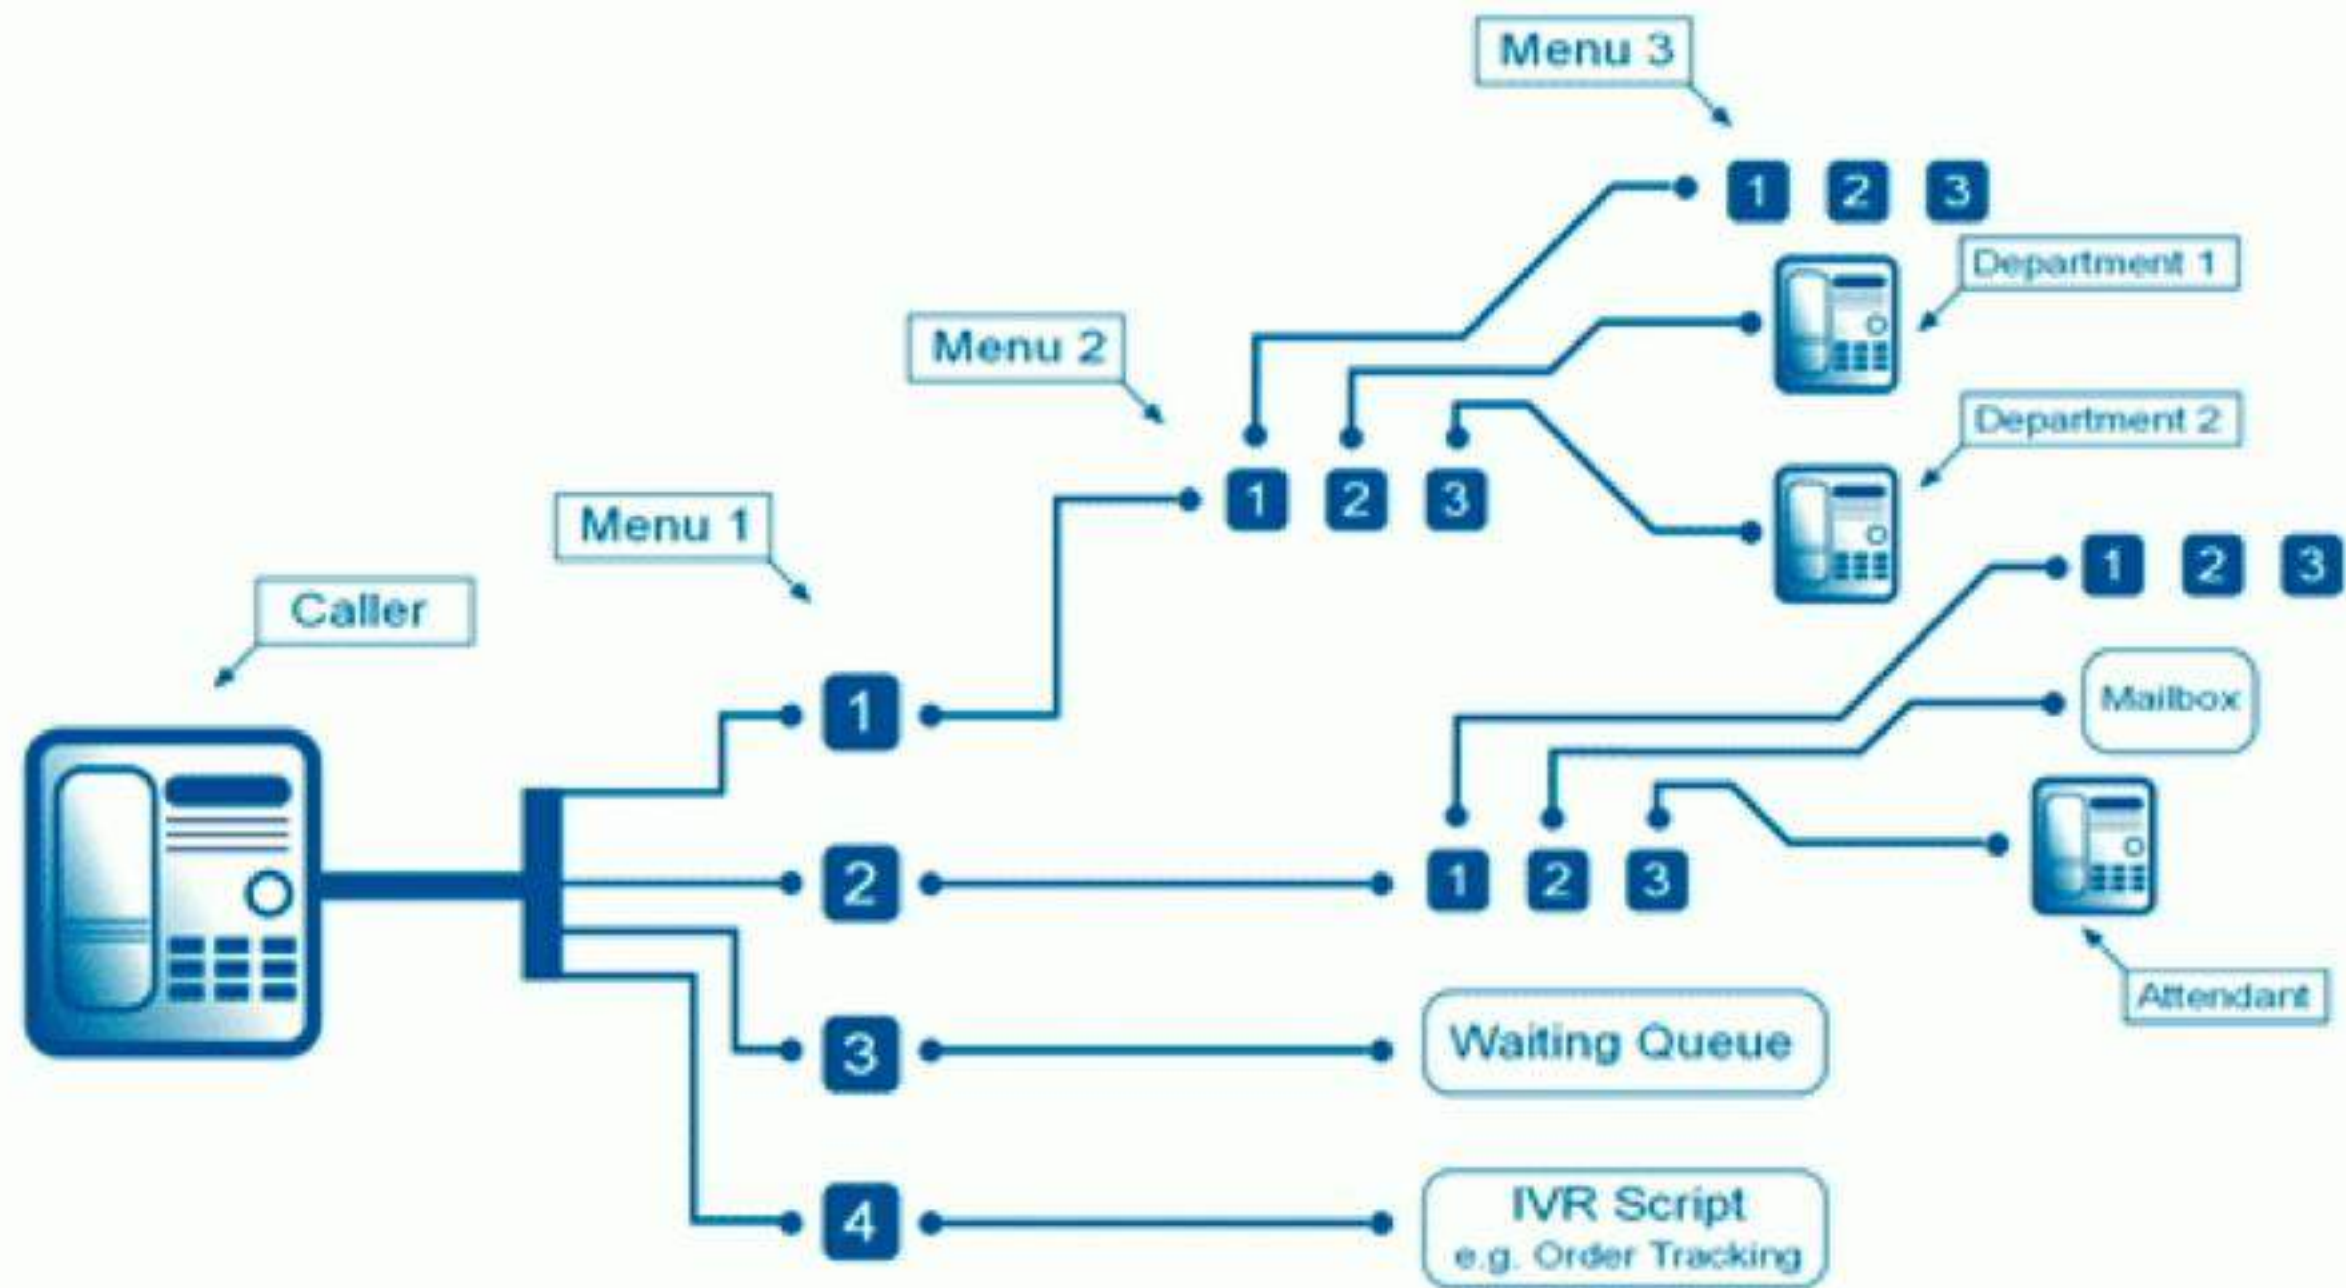 Menu 3
1 2 3
Department 1
Menu 2
Department 2
1 2 3
Menu 1
1 2 3
Caller
1
Mailbox
2
1 2 3
Attendant
3
Waiting Queue
4
IVR Script
e.g. Order Tracking